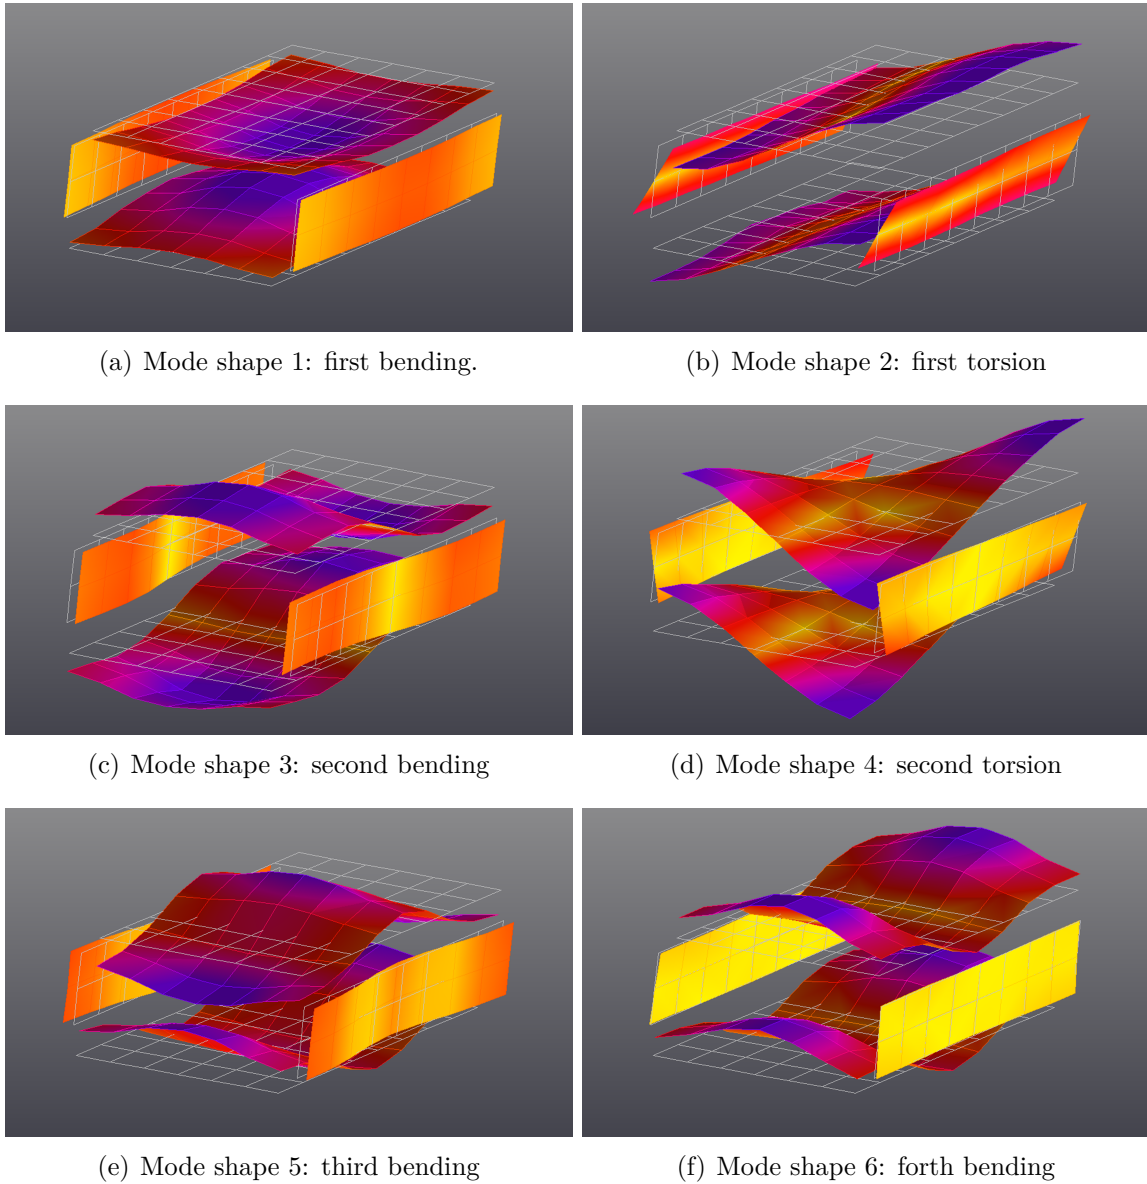 (a) Mode shape 1: first bending.
(b) Mode shape 2: first torsion
(c) Mode shape 3: second bending
(d) Mode shape 4: second torsion
(e) Mode shape 5: third bending
(f) Mode shape 6: forth bending